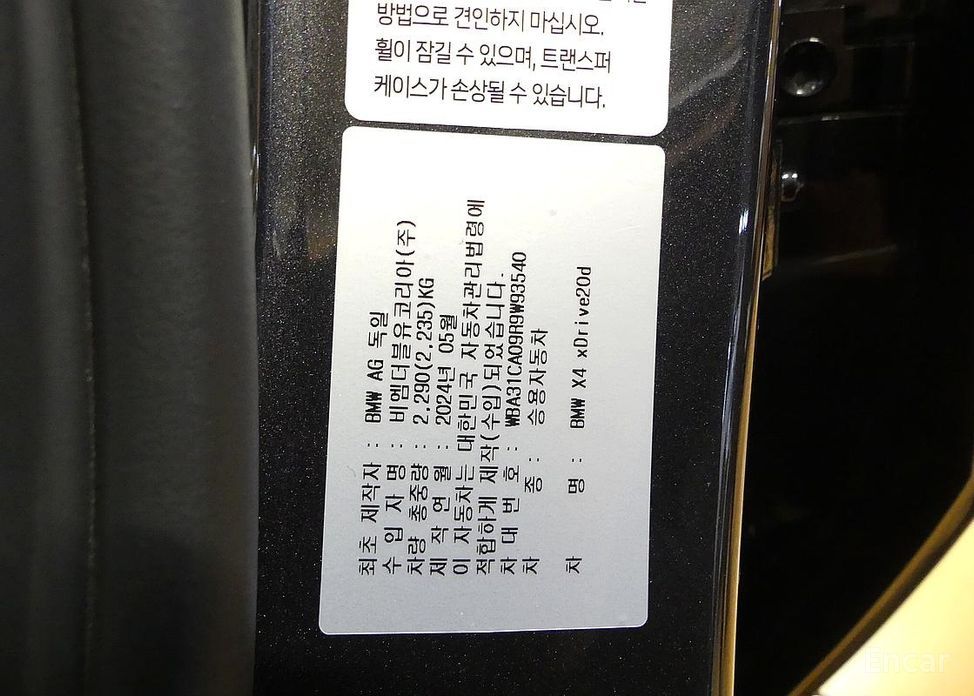 방법으로 견인하지 마십시오.
휠이 잠길 수 있으며, 트랜스퍼
케이스가 손상될 수 있습니다.
최초 제작자 : BMW AG 독일
수 입 자 명 : 비엠더블유코리아(주)
차량 총중량 : 2,290(2,235)KG
제 작 연 월 : 2024년 05월
이 자동차는 대한민국 자동차관리법령에
적합하게 제작(수입)되었습니다.
차 대 번 호 : WBA31CA09R9W93540
차 종 : 승용자동차
차 명 : BMW X4 xDrive20d
Encar